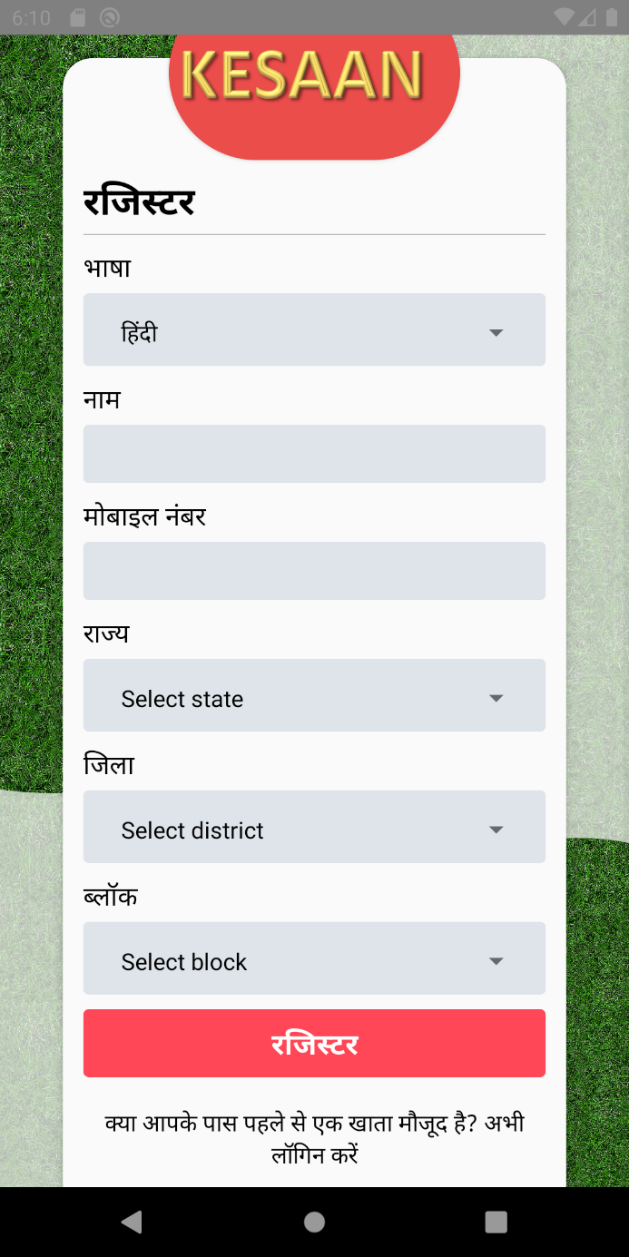 6:10
KESAAN
रजिस्टर
भाषा
हिंदी
नाम
मोबाइल नंबर
राज्य
Select state
जिला
Select district
ब्लॉक
Select block
रजिस्टर
क्या आपके पास पहले से एक खाता मौजूद है? अभी
लॉगिन करें